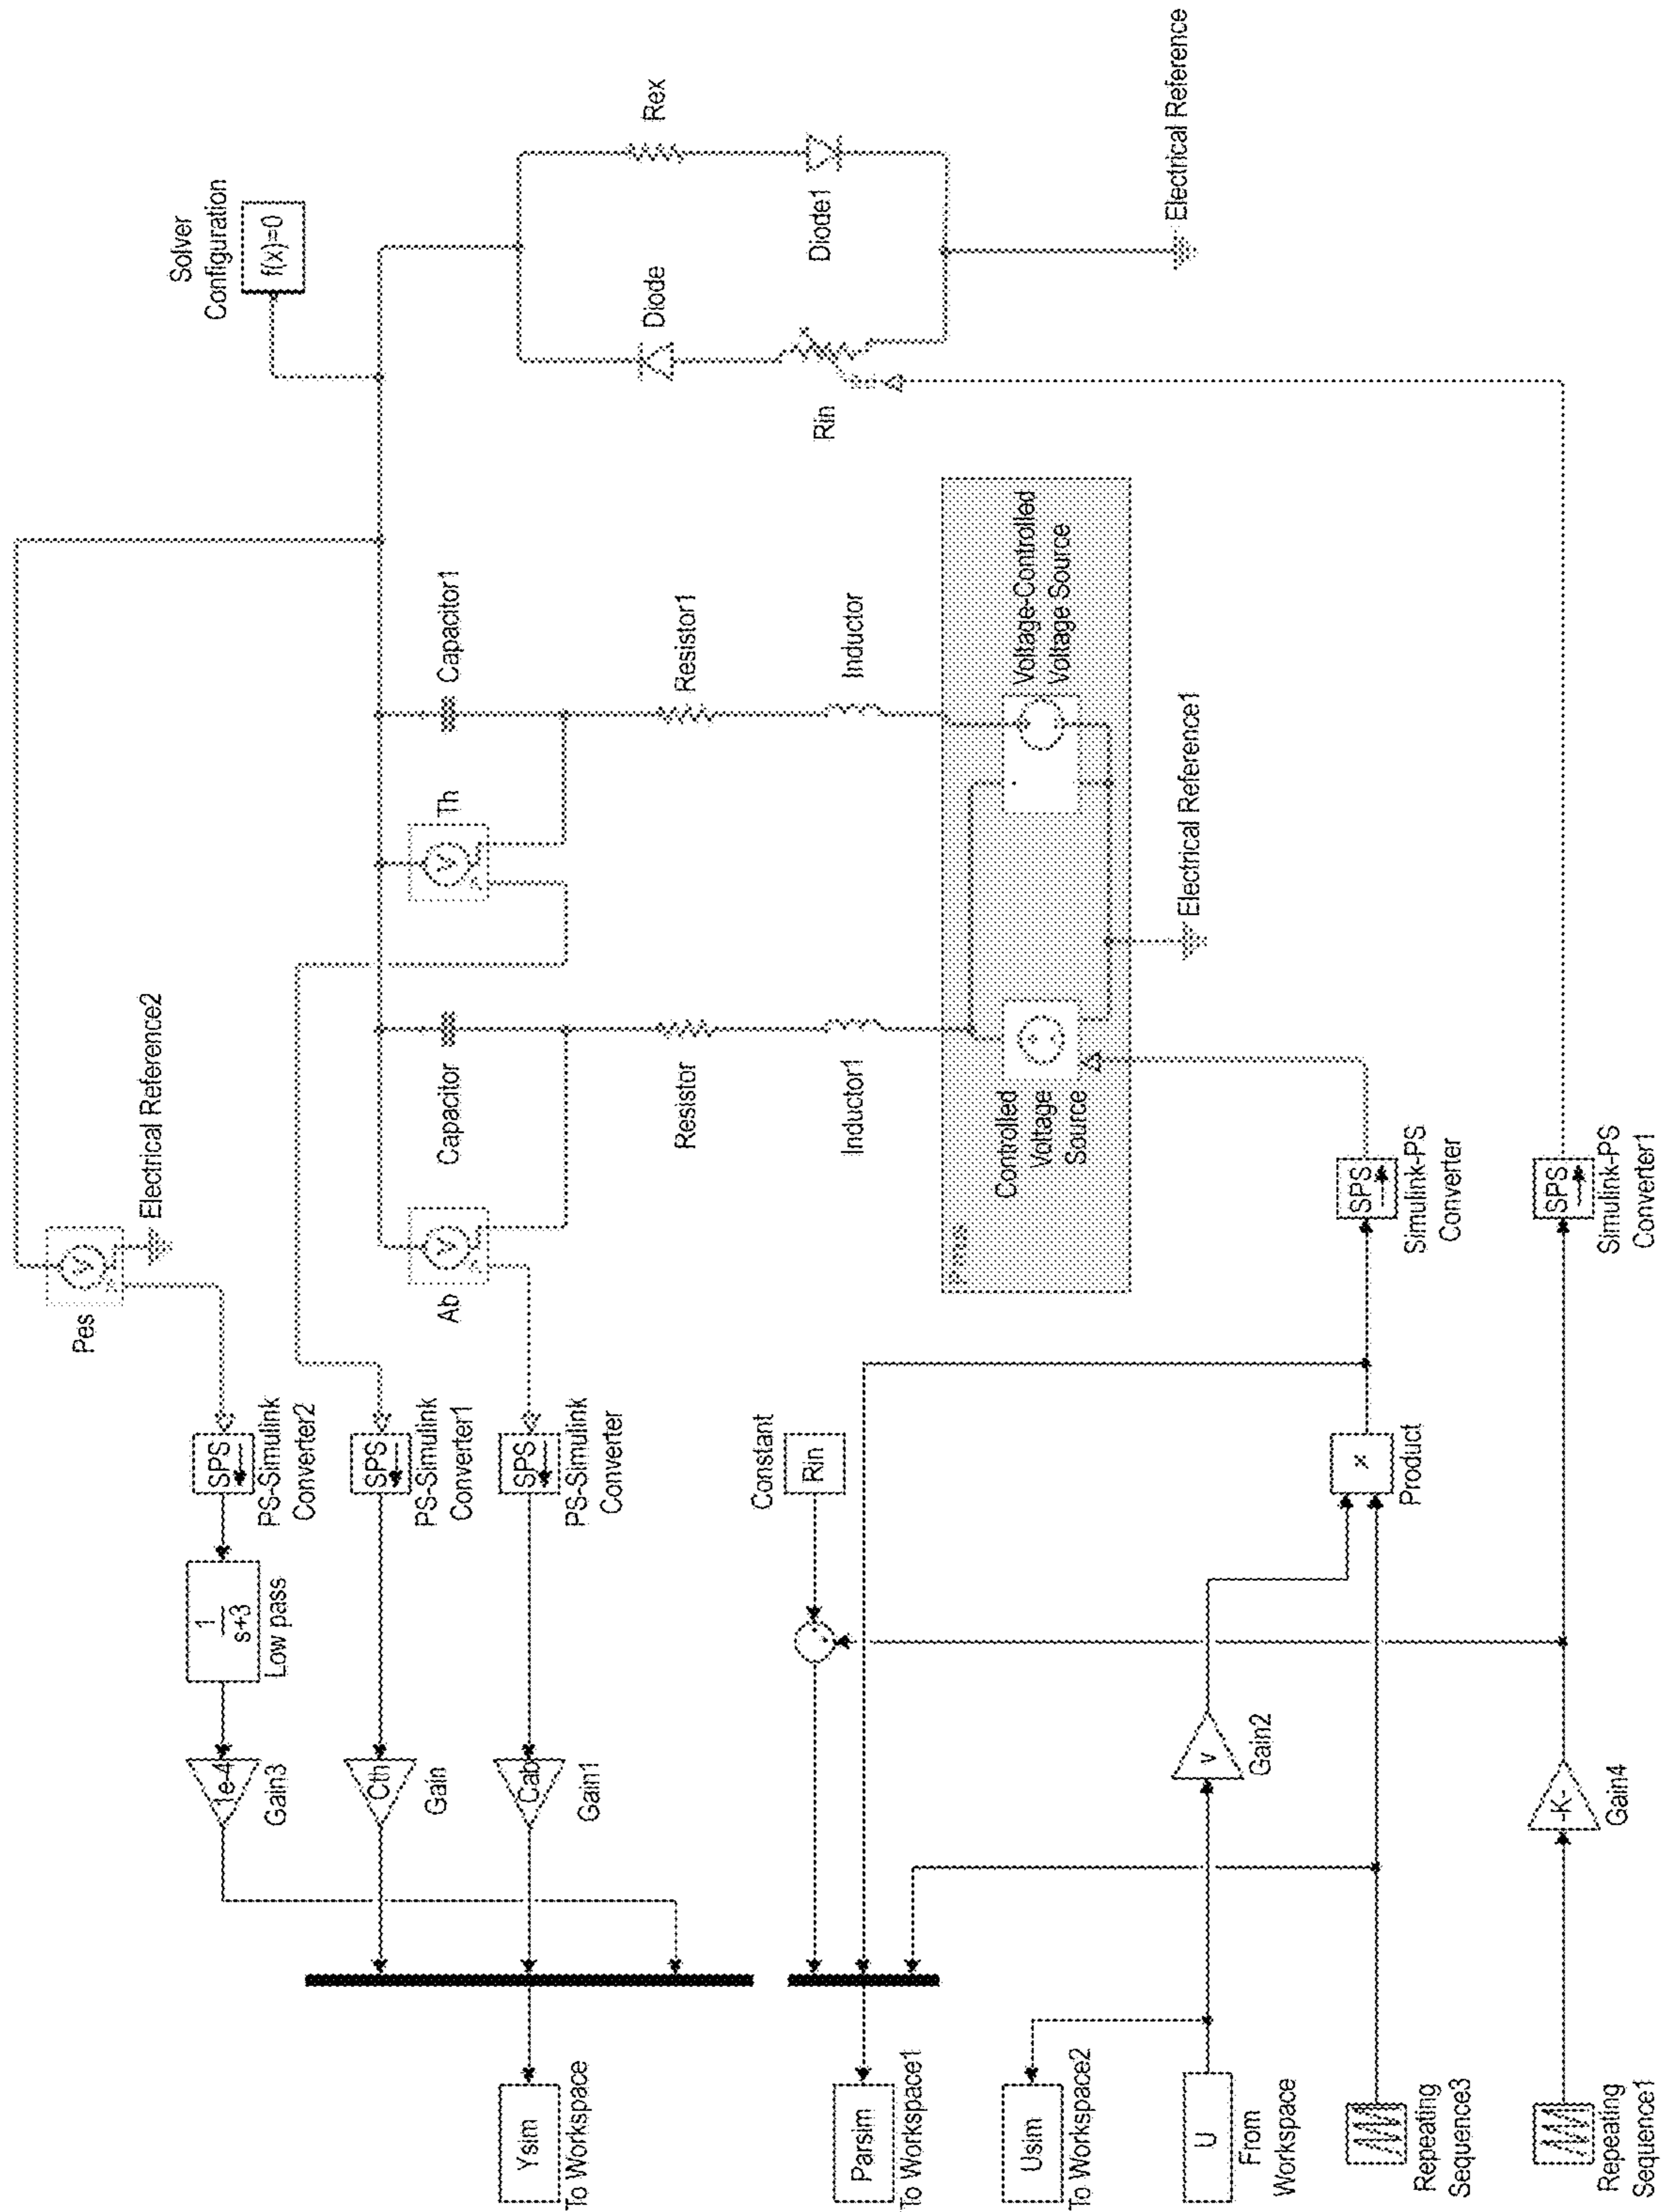 Pes
Electrical Reference2
Solver
Configuration
f(x)=0
1e-4
Gain3
1
s+3
Low pass
SPS
PS-Simulink
Converter2
V
Cth
Gain
SPS
PS-Simulink
Converter1
Cab
Gain1
SPS
PS-Simulink
Converter
Ab
V
Th
V
Capacitor
Capacitor1
Ysim
To Workspace
Resistor
Resistor1
Diode
Rex
Constant
Rin
Inductor1
Inductor
Rin
Diode1
Parsim
To Workspace1
Controlled
Voltage
Source
Voltage-Controlled
Voltage Source
Usim
To Workspace2
Electrical Reference1
Electrical Reference
U
From
Workspace
v
Gain2
Repeating
Sequence3
×
Product
SPS
Simulink-PS
Converter
Repeating
Sequence1
-K-
Gain4
SPS
Simulink-PS
Converter1